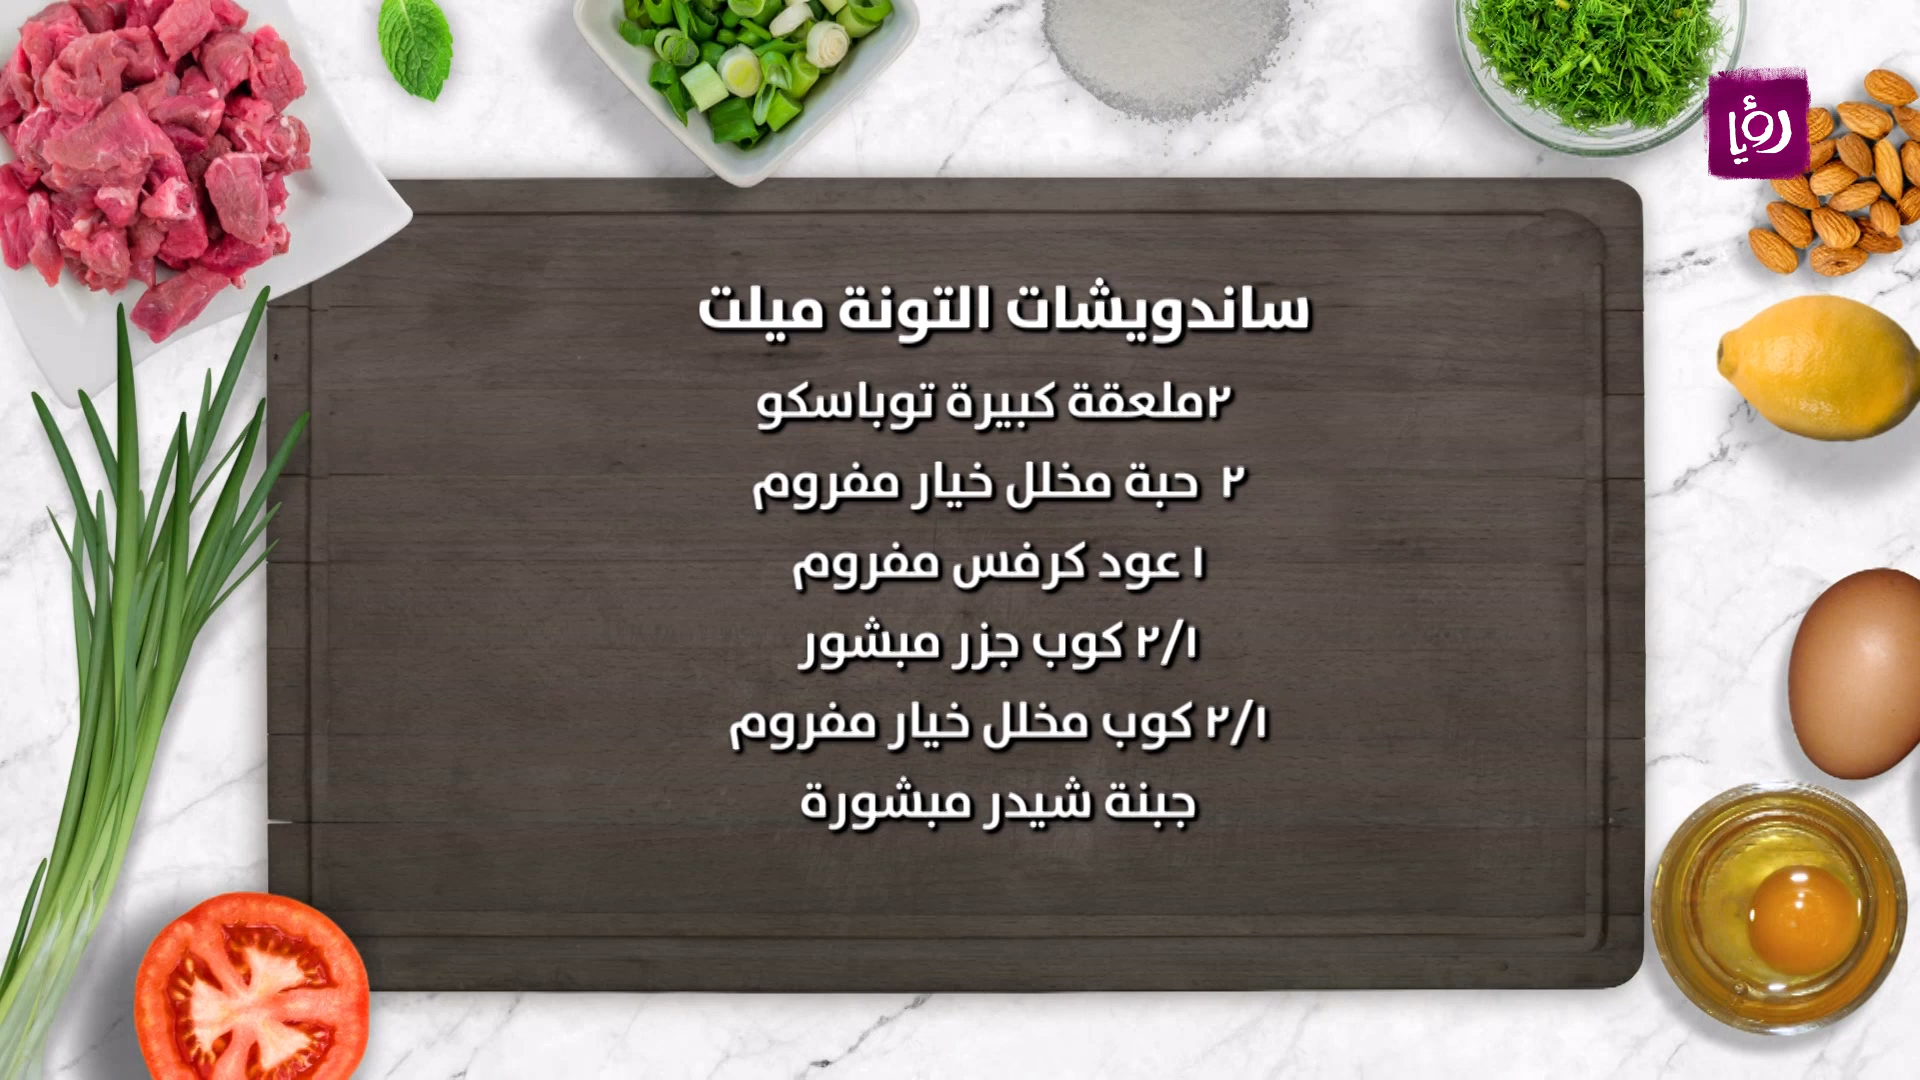 رؤيا
ساندويشات التونة ميلت
٢ملعقة كبيرة توباسكو
٢ حبة مخلل خيار مفروم
١ عود كرفس مفروم
٢/١ كوب جزر مبشور
٢/١ كوب مخلل خيار مفروم
جبنة شيدر مبشورة